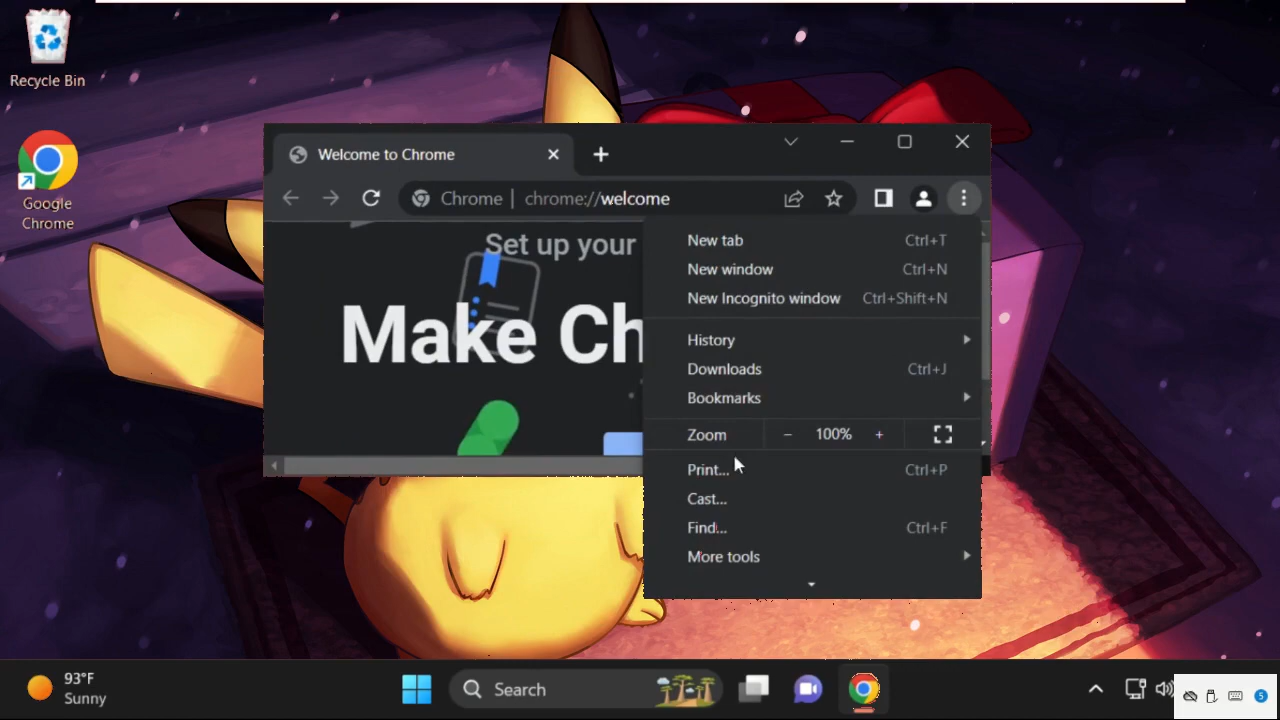 Recycle Bin
Google
Chrome
Welcome to Chrome
Chrome | chrome://welcome
Set up your
Make Ch
New tab Ctrl+T
New window Ctrl+N
New Incognito window Ctrl+Shift+N
History
Downloads Ctrl+J
Bookmarks
Zoom - 100% +
Print... Ctrl+P
Cast...
Find... Ctrl+F
More tools
93°F
Sunny
Search
5